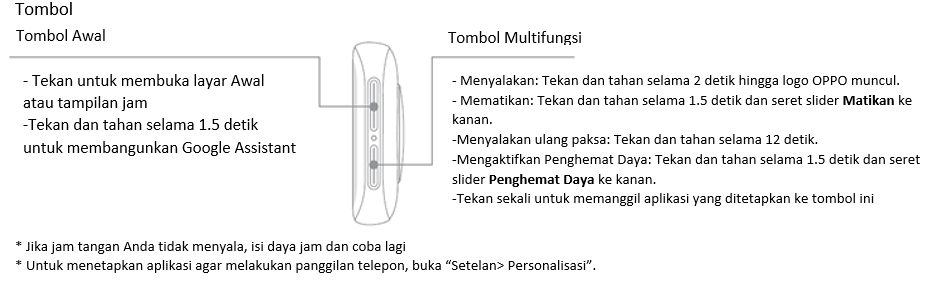 Tombol
Tombol Awal
- Tekan untuk membuka layar Awal
atau tampilan jam
-Tekan dan tahan selama 1.5 detik
untuk membangunkan Google Assistant
Tombol Multifungsi
- Menyalakan: Tekan dan tahan selama 2 detik hingga logo OPPO muncul.
- Mematikan: Tekan dan tahan selama 1.5 detik dan seret slider Matikan ke
kanan.
-Menyalakan ulang paksa: Tekan dan tahan selama 12 detik.
-Mengaktifkan Penghemat Daya: Tekan dan tahan selama 1.5 detik dan seret
slider Penghemat Daya ke kanan.
-Tekan sekali untuk memanggil aplikasi yang ditetapkan ke tombol ini
* Jika jam tangan Anda tidak menyala, isi daya jam dan coba lagi
* Untuk menetapkan aplikasi agar melakukan panggilan telepon, buka “Setelan> Personalisasi”.